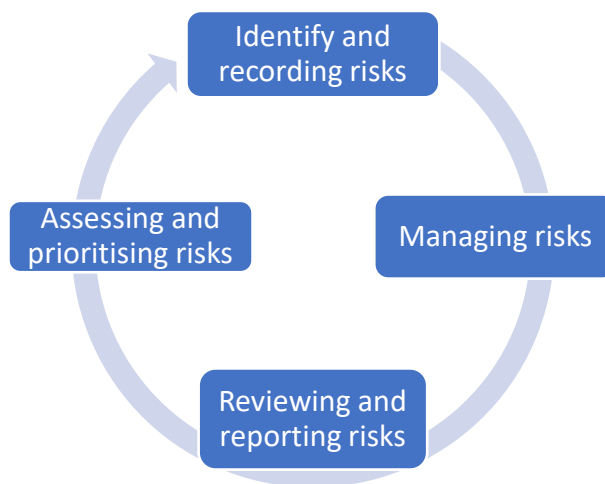 Identify and
recording risks
Managing risks
Reviewing and
reporting risks
Assessing and
prioritising risks